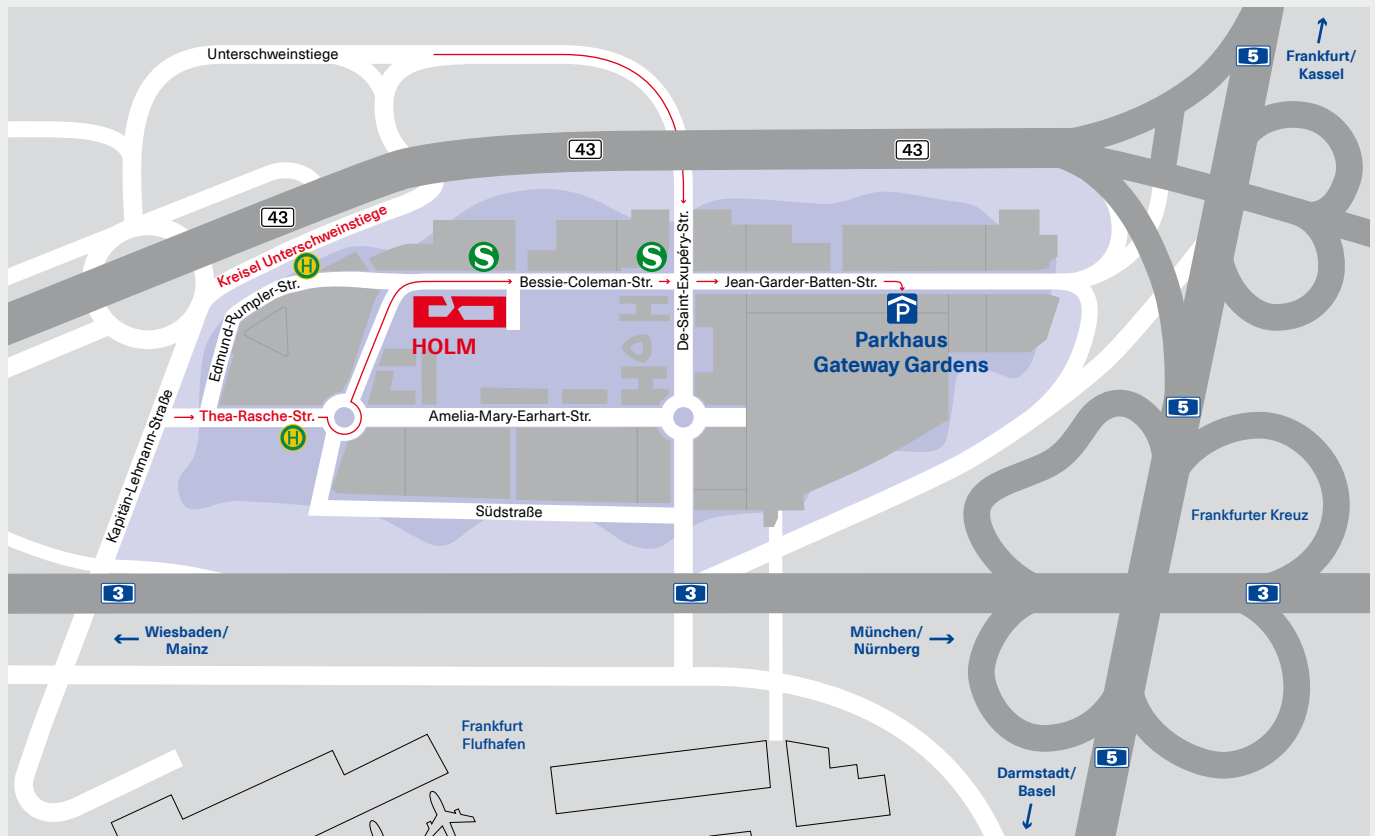 Unterschweinstiege
5
Frankfurt/
Kassel
43
43
43
Kreisel Unterschweinstiege
H
S
S
De-Saint-Exupéry-Str.
Edmund-Rumpler-Str.
Bessie-Coleman-Str.
Jean-Garder-Batten-Str.
P
HOLM
Parkhaus
Gateway Gardens
Kapitän-Lehmann-Straße
Thea-Rasche-Str.
Amelia-Mary-Earhart-Str.
H
5
Südstraße
Frankfurter Kreuz
3
3
3
Wiesbaden/
Mainz
München/
Nürnberg
Frankfurt
Flufhafen
5
Darmstadt/
Basel